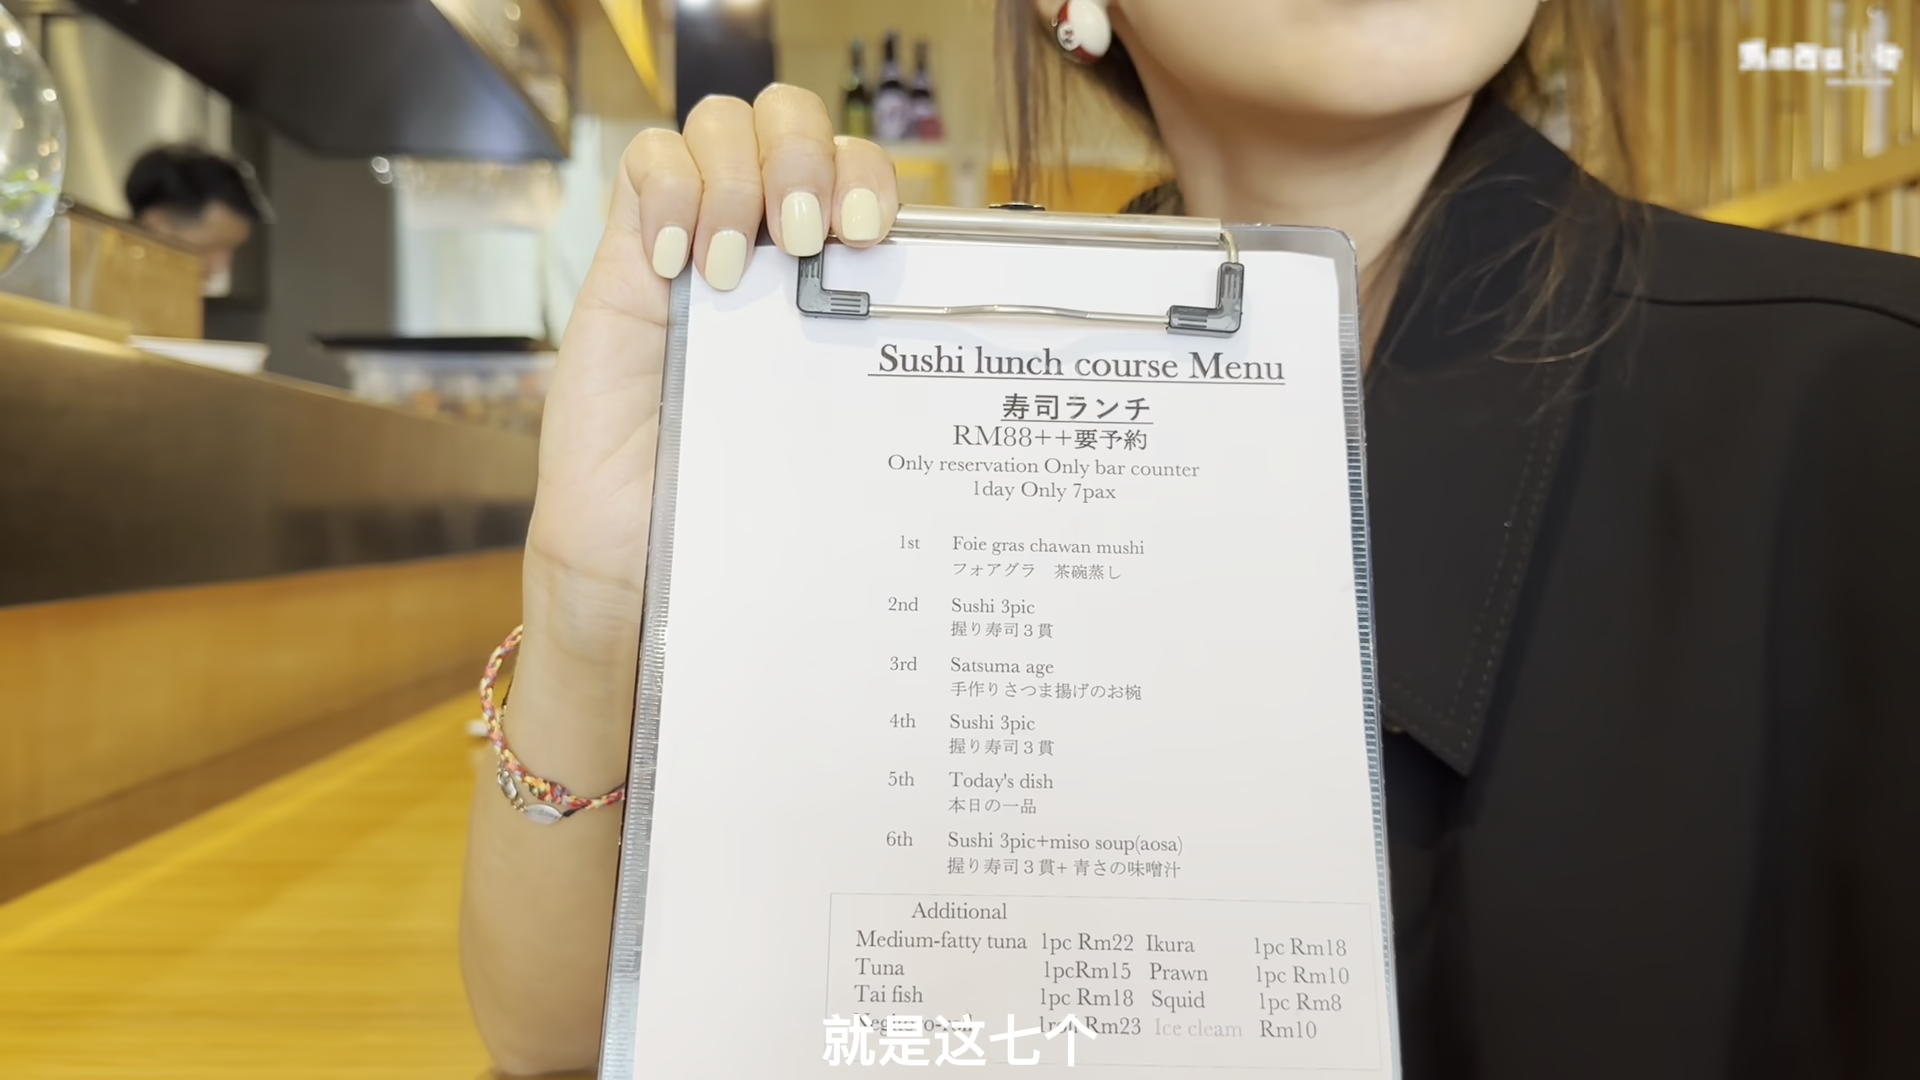 Sushi lunch course Menu
寿司ランチ
RM88++要予約
Only reservation Only bar counter
1day Only 7pax
1st Foie gras chawan mushi
フォアグラ 茶碗蒸し
2nd Sushi 3pic
握り寿司３貫
3rd Satsuma age
手作りさつま揚げのお椀
4th Sushi 3pic
握り寿司３貫
5th Today's dish
本日の一品
6th Sushi 3pic+miso soup(aosa)
握り寿司３貫+ 青さの味噌汁
Additional
Medium-fatty tuna 1pc Rm22 Ikura 1pc Rm18
Tuna 1pcRm15 Prawn 1pc Rm10
Tai fish 1pc Rm18 Squid 1pc Rm8
1roll Rm23 Ice cleam Rm10
就是这七个